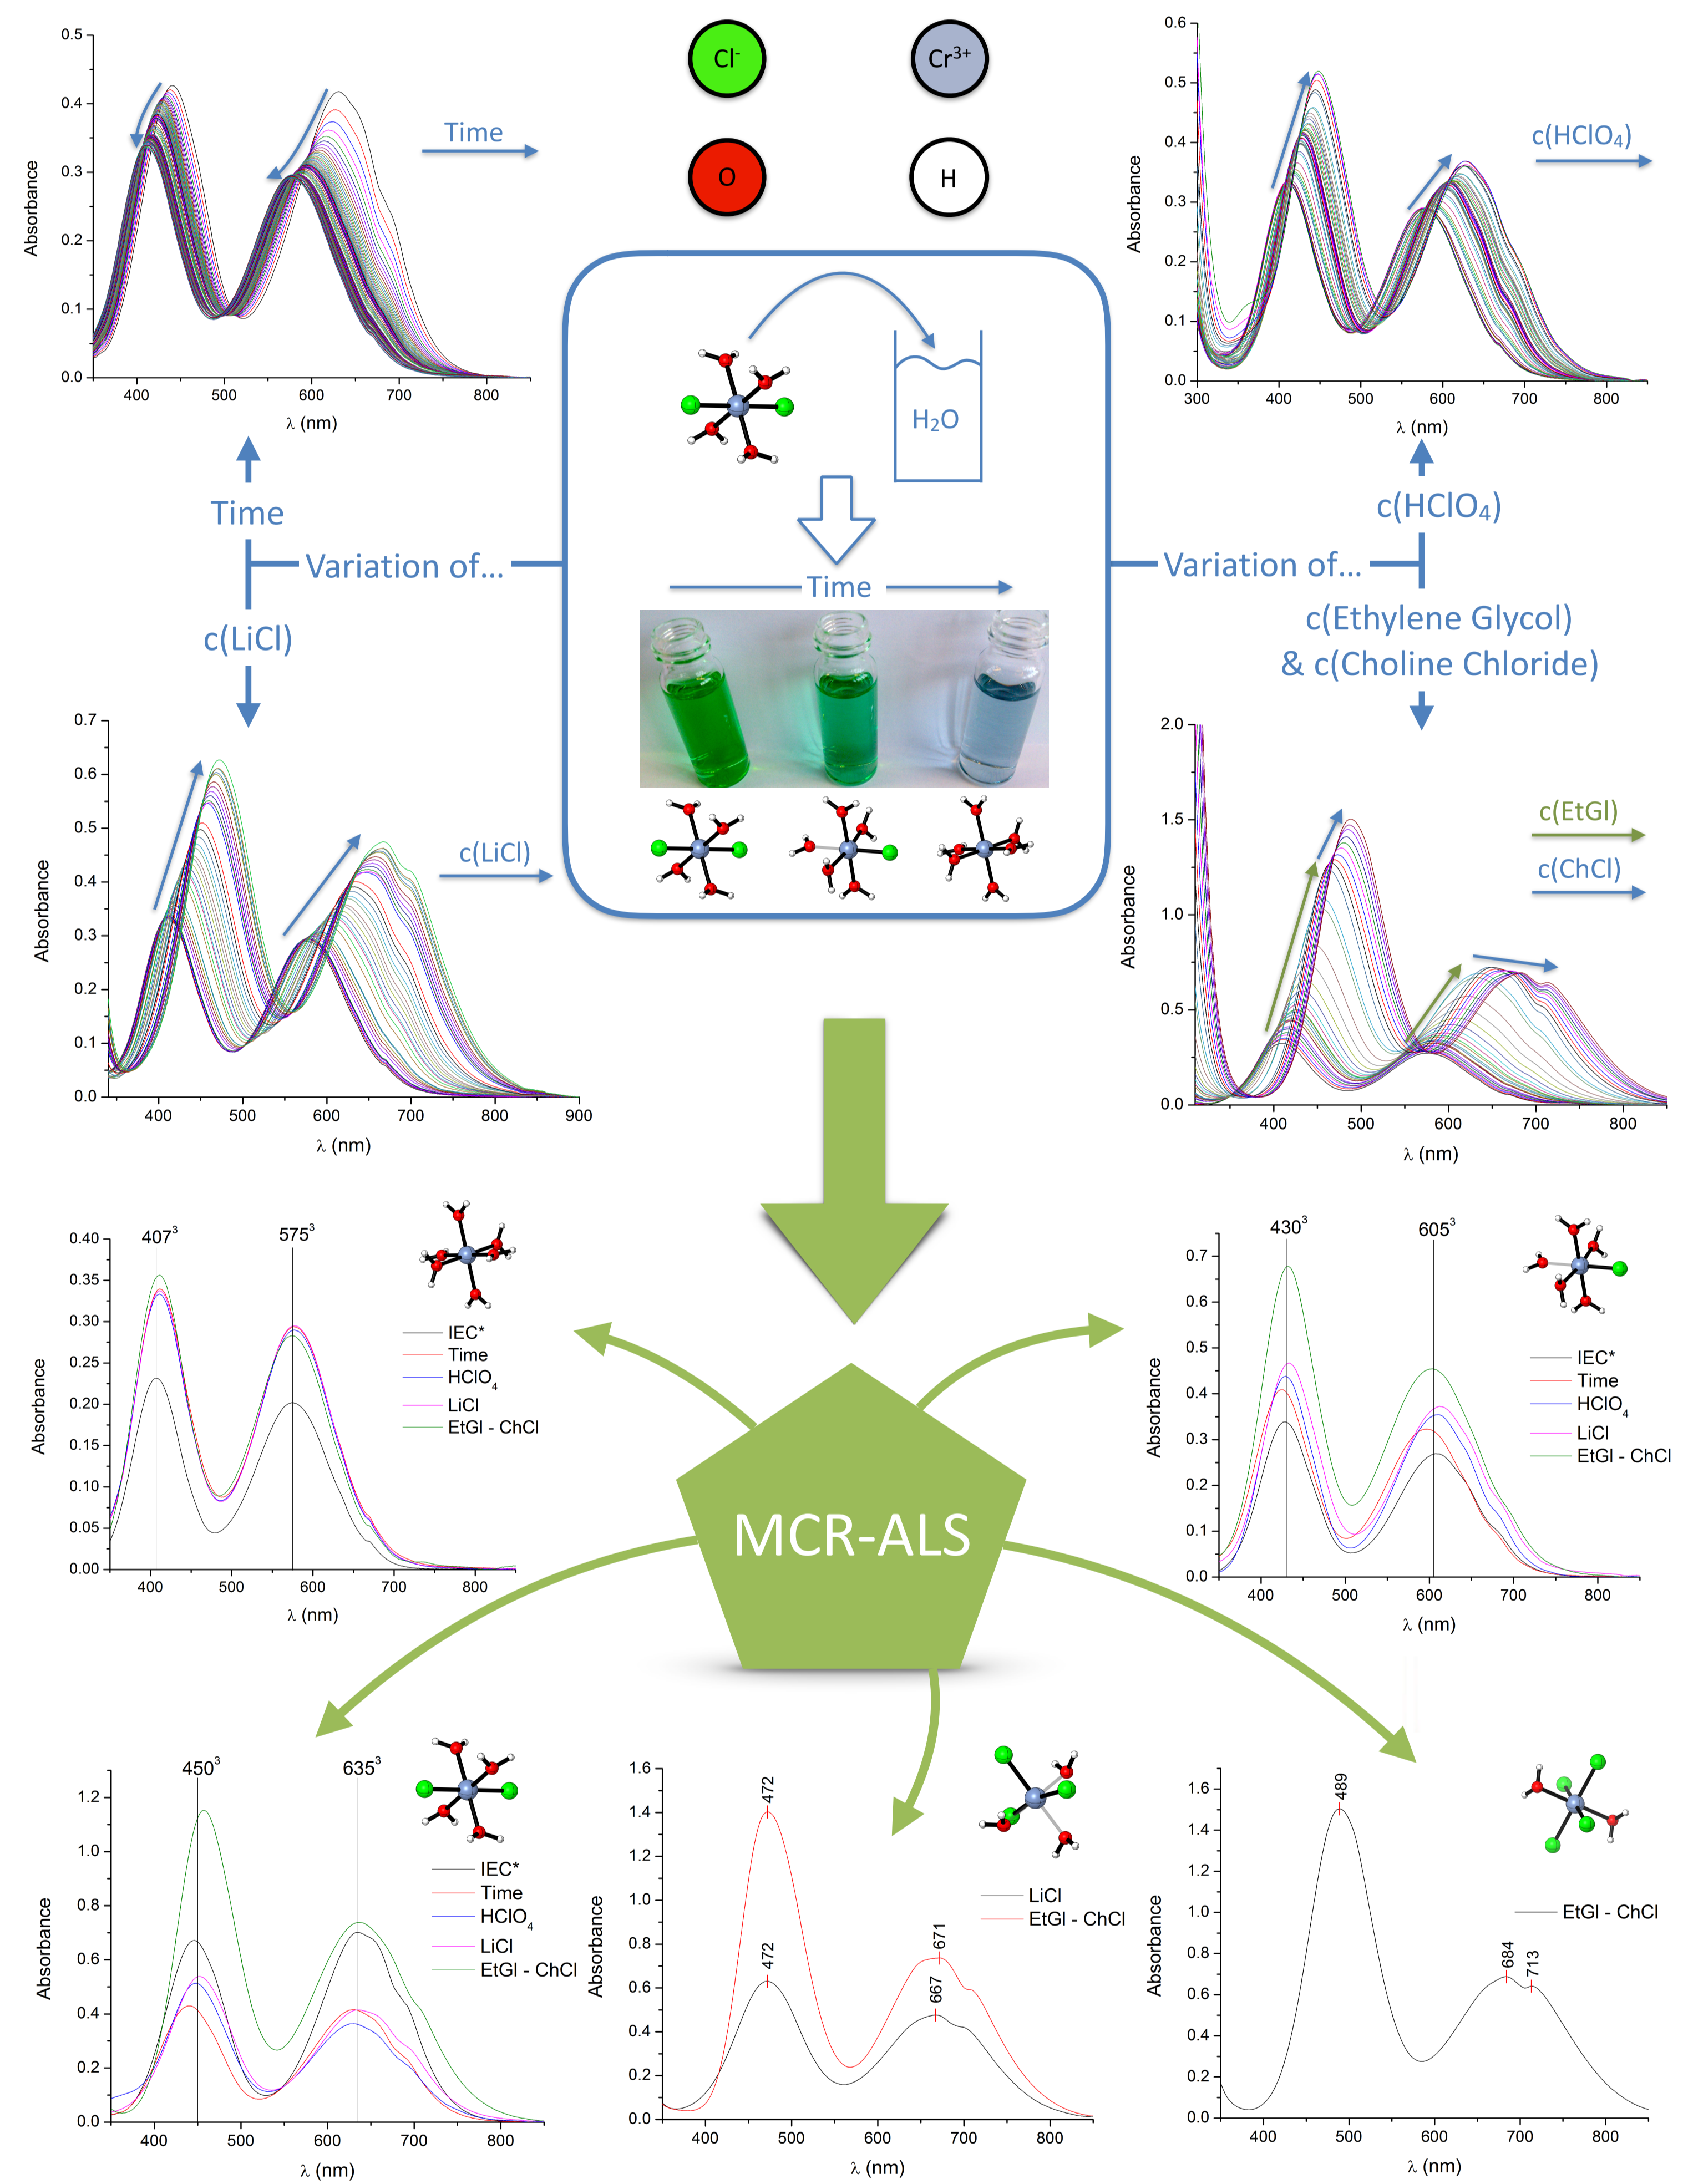 Cl-
Cr3+
O
H
0.5
0.4
0.3
0.2
0.1
0.0
Absorbance
400 500 600 700 800
λ (nm)
Time
0.6
0.5
0.4
0.3
0.2
0.1
0.0
Absorbance
300 400 500 600 700 800
λ (nm)
c(HClO4)
H2O
Time
Time
Variation of...
c(LiCl)
c(HClO4)
Variation of...
c(Ethylene Glycol)
& c(Choline Chloride)
0.7
0.6
0.5
0.4
0.3
0.2
0.1
0.0
Absorbance
400 500 600 700 800 900
λ (nm)
c(LiCl)
2.0
1.5
1.0
0.5
0.0
Absorbance
400 500 600 700 800
λ (nm)
c(EtGl)
c(ChCl)
407³ 575³
0.40
0.35
0.30
0.25
0.20
0.15
0.10
0.05
0.00
Absorbance
400 500 600 700 800
λ (nm)
IEC*
Time
HClO4
LiCl
EtGl - ChCl
430³ 605³
0.7
0.6
0.5
0.4
0.3
0.2
0.1
0.0
Absorbance
400 500 600 700 800
λ (nm)
IEC*
Time
HClO4
LiCl
EtGl - ChCl
MCR-ALS
450³ 635³
1.2
1.0
0.8
0.6
0.4
0.2
0.0
Absorbance
400 500 600 700 800
λ (nm)
IEC*
Time
HClO4
LiCl
EtGl - ChCl
1.6
1.4
1.2
1.0
0.8
0.6
0.4
0.2
0.0
Absorbance
400 500 600 700 800
λ (nm)
472
472
671
667
LiCl
EtGl - ChCl
1.6
1.4
1.2
1.0
0.8
0.6
0.4
0.2
0.0
Absorbance
400 500 600 700 800
λ (nm)
489
684
713
EtGl - ChCl